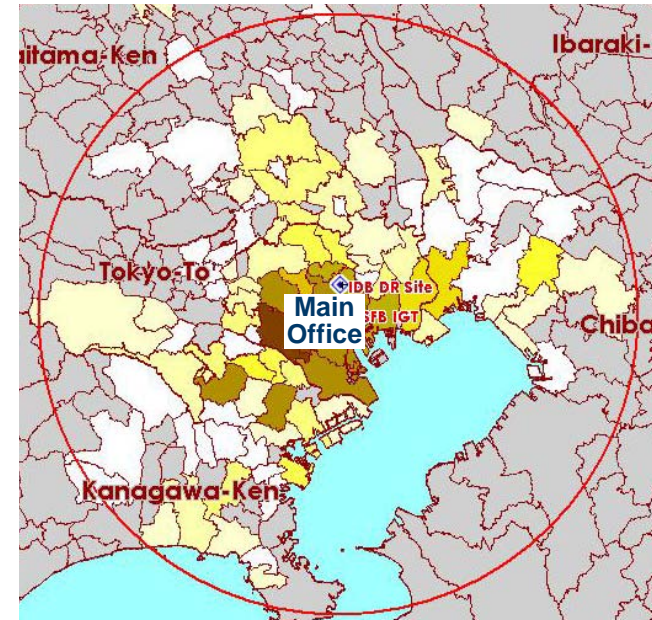 aitama-Ken
Ibaraki-
Tokyo-To
IDB DR Site
Main
Office
SFB IGT
Chiba
Kanagawa-Ken